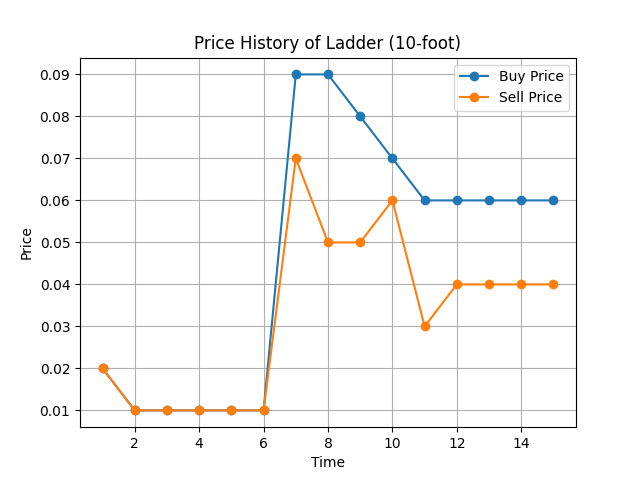 Price History of Ladder (10-foot)
Buy Price
Sell Price
0.09
0.08
0.07
0.06
0.05
0.04
0.03
0.02
0.01
Price
2 4 6 8 10 12 14
Time